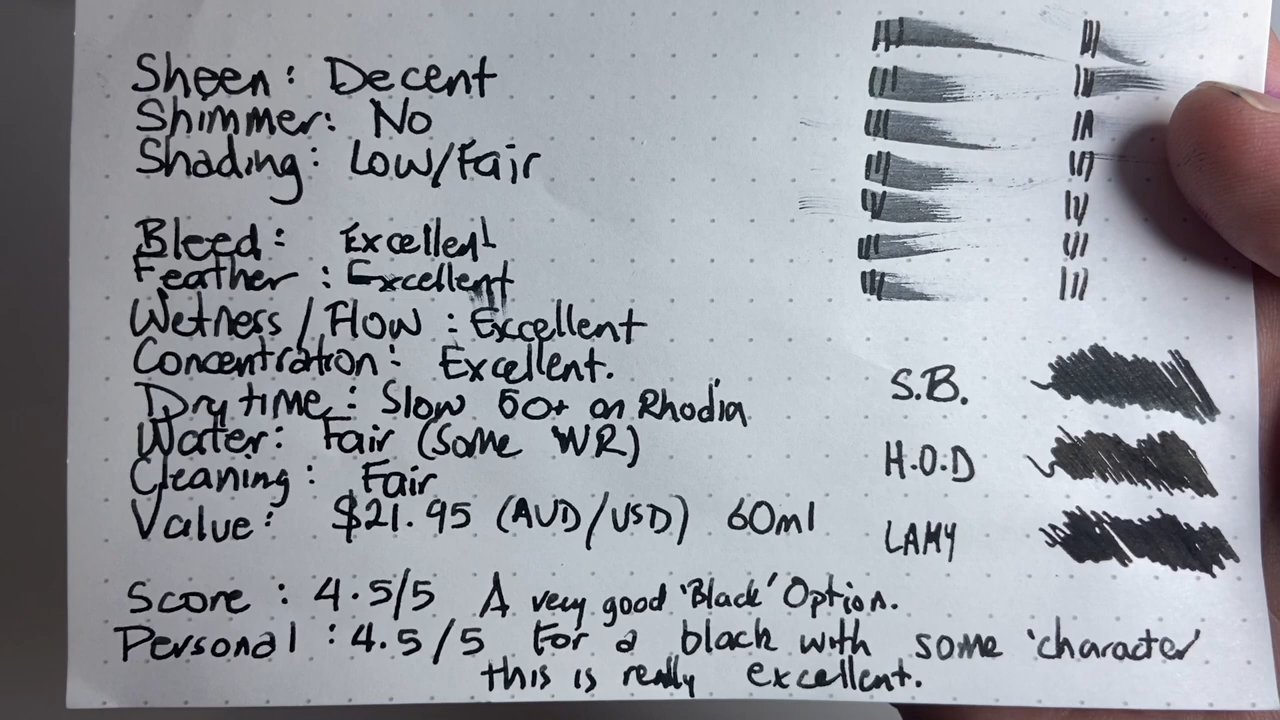 Sheen: Decent
Shimmer: No
Shading: Low/Fair
Bleed: Excellent
Feather: Excellent
Wetness/Flow: Excellent
Concentration: Excellent.
Dry time: Slow 60+ on Rhodia
Water: Fair (Some WR)
Cleaning: Fair
Value: $21.95 (AUD/USD) 60ml
S.B.
H.O.D
LAMY
Score: 4.5/5 A very good 'Black' Option.
Personal: 4.5/5 For a black with some 'character'
this is really excellent.